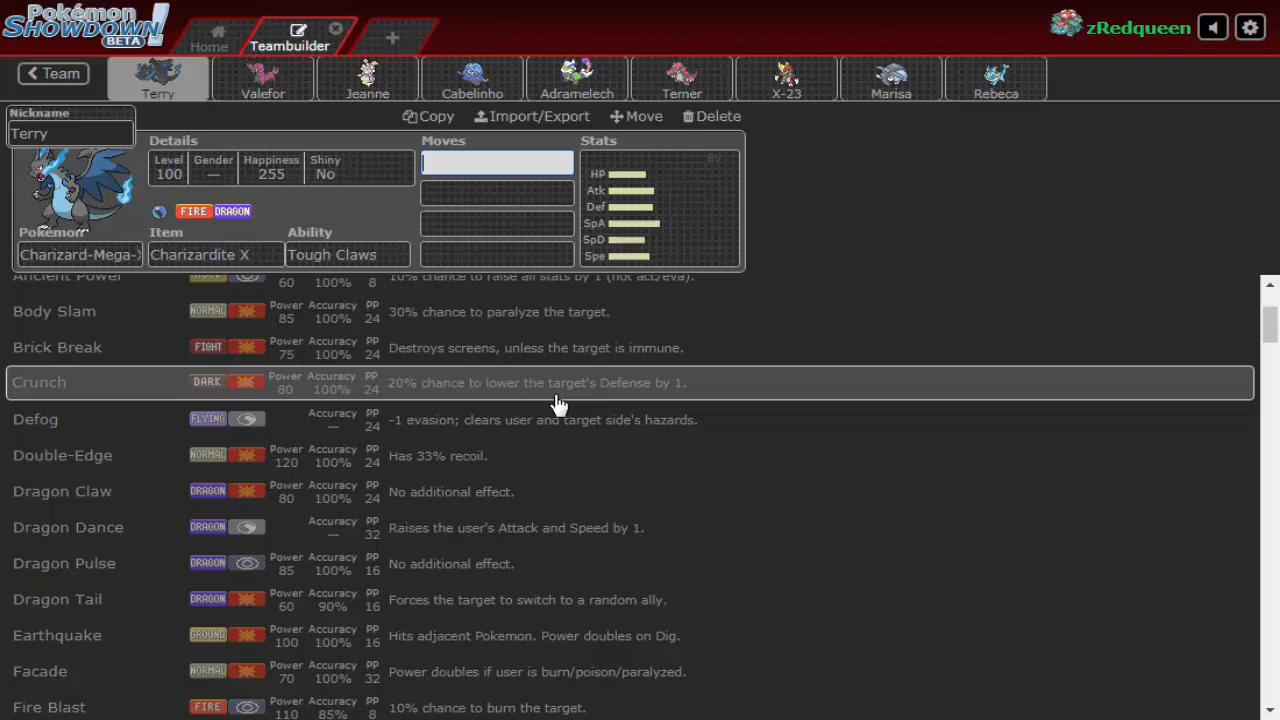 Pokémon
SHOWDOWN!
BETA
Home
Teambuilder
+
zRedqueen
< Team
Terry
Valefor
Jeanne
Cabelinho
Adramelech
Temer
X-23
Marisa
Rebeca
Copy
Import/Export
Move
Delete
Nickname
Terry
Details
Level
100
Gender
—
Happiness
255
Shiny
No
FIRE DRAGON
Pokémon
Charizard-Mega-X
Item
Charizardite X
Ability
Tough Claws
Moves
Stats
EV
HP
Atk
Def
SpA
SpD
Spe
Ancient Power ROCK 60 100% 8 10% chance to raise all stats by 1 (not acc/eva).
Body Slam NORMAL Power 85 Accuracy 100% PP 24 30% chance to paralyze the target.
Brick Break FIGHT Power 75 Accuracy 100% PP 24 Destroys screens, unless the target is immune.
Crunch DARK Power 80 Accuracy 100% PP 24 20% chance to lower the target's Defense by 1.
Defog FLYING Accuracy — PP 24 -1 evasion; clears user and target side's hazards.
Double-Edge NORMAL Power 120 Accuracy 100% PP 24 Has 33% recoil.
Dragon Claw DRAGON Power 80 Accuracy 100% PP 24 No additional effect.
Dragon Dance DRAGON Accuracy — PP 32 Raises the user's Attack and Speed by 1.
Dragon Pulse DRAGON Power 85 Accuracy 100% PP 16 No additional effect.
Dragon Tail DRAGON Power 60 Accuracy 90% PP 16 Forces the target to switch to a random ally.
Earthquake GROUND Power 100 Accuracy 100% PP 16 Hits adjacent Pokemon. Power doubles on Dig.
Facade NORMAL Power 70 Accuracy 100% PP 32 Power doubles if user is burn/poison/paralyzed.
Fire Blast FIRE Power 110 Accuracy 85% PP 8 10% chance to burn the target.